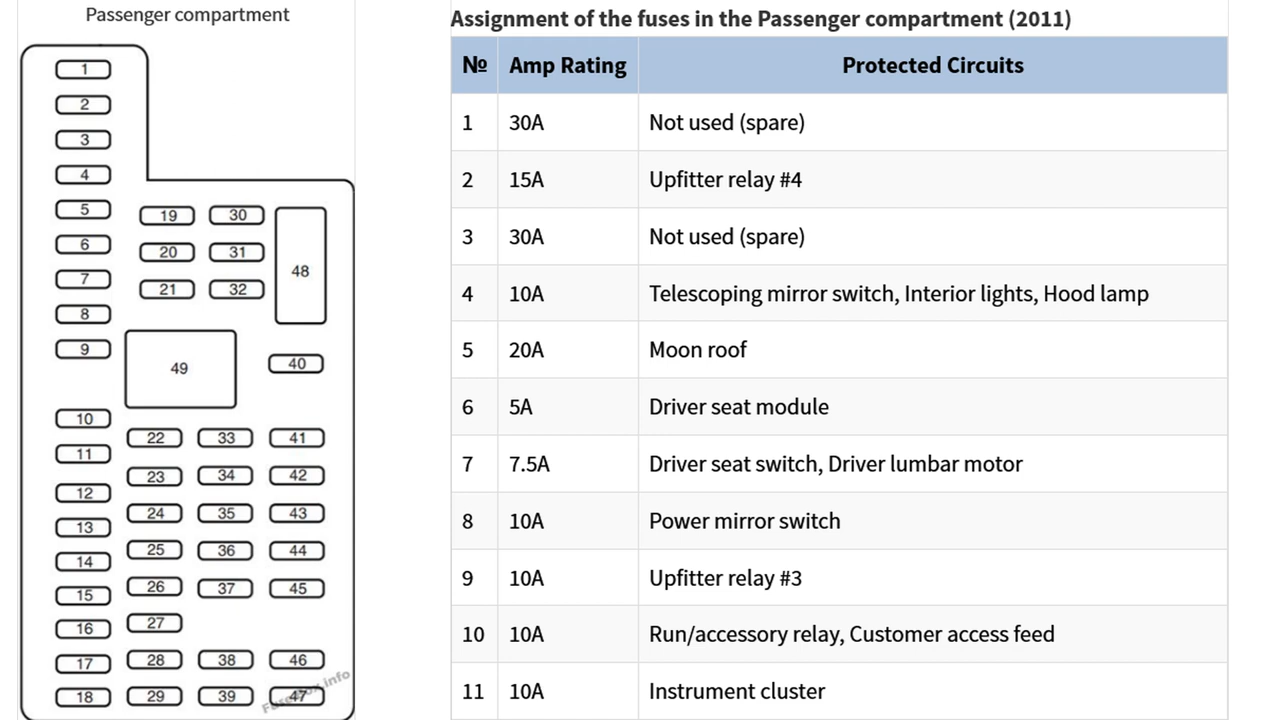 Passenger compartment
1
2
3
4
5
6
7
8
9
10
11
12
13
14
15
16
17
18
19 30
20 31
21 32
48
49
40
22 33 41
23 34 42
24 35 43
25 36 44
26 37 45
27
28 38 46
29 39 47
Assignment of the fuses in the Passenger compartment (2011)
№ Amp Rating Protected Circuits
1 30A Not used (spare)
2 15A Upfitter relay #4
3 30A Not used (spare)
4 10A Telescoping mirror switch, Interior lights, Hood lamp
5 20A Moon roof
6 5A Driver seat module
7 7.5A Driver seat switch, Driver lumbar motor
8 10A Power mirror switch
9 10A Upfitter relay #3
10 10A Run/accessory relay, Customer access feed
11 10A Instrument cluster